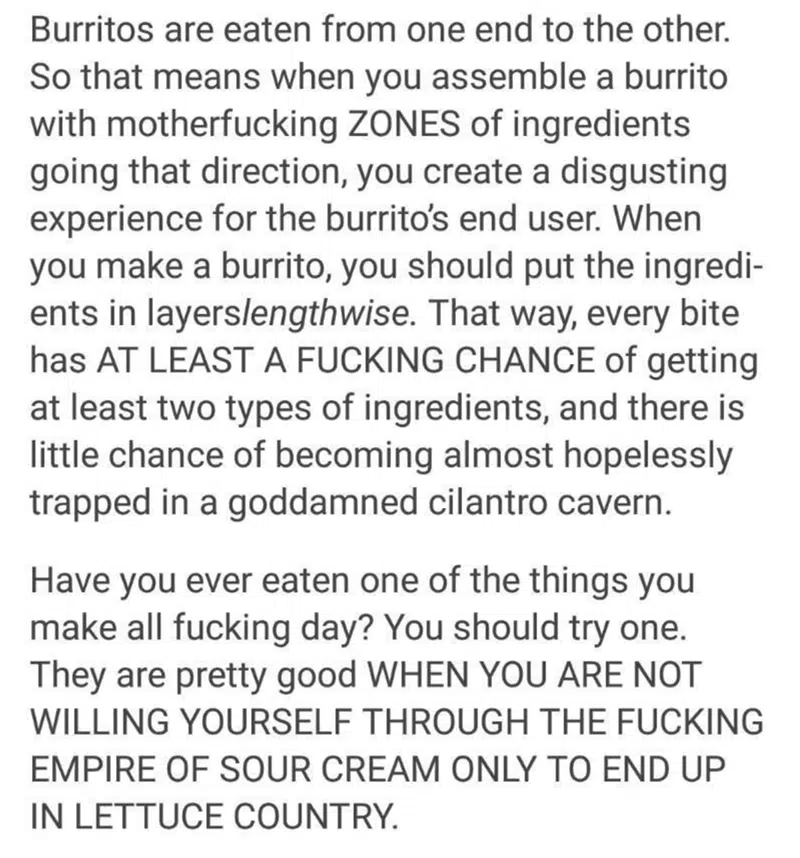 Burritos are eaten from one end to the other.
So that means when you assemble a burrito
with motherfucking ZONES of ingredients
going that direction, you create a disgusting
experience for the burrito's end user. When
you make a burrito, you should put the ingredi-
ents in layerslengthwise. That way, every bite
has AT LEAST A FUCKING CHANCE of getting
at least two types of ingredients, and there is
little chance of becoming almost hopelessly
trapped in a goddamned cilantro cavern.
Have you ever eaten one of the things you
make all fucking day? You should try one.
They are pretty good WHEN YOU ARE NOT
WILLING YOURSELF THROUGH THE FUCKING
EMPIRE OF SOUR CREAM ONLY TO END UP
IN LETTUCE COUNTRY.